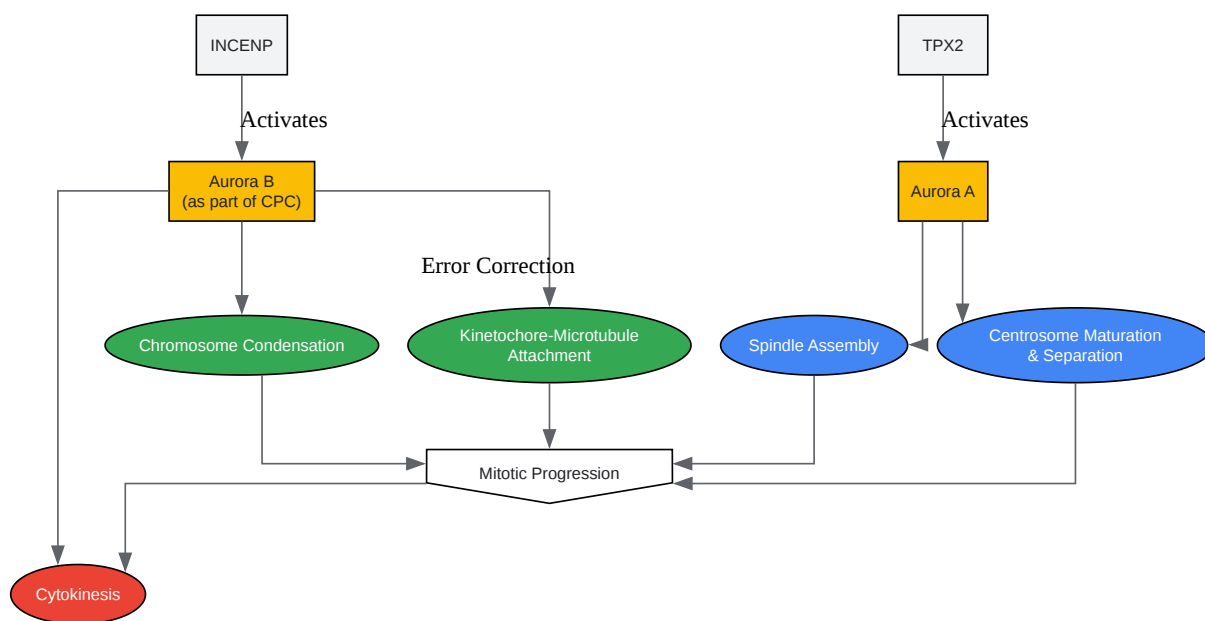 INCENP
TPX2
Activates
Activates
Aurora B
(as part of CPC)
Aurora A
Error Correction
Chromosome Condensation
Kinetochore-Microtubule
Attachment
Spindle Assembly
Centrosome Maturation
& Separation
Mitotic Progression
Cytokinesis